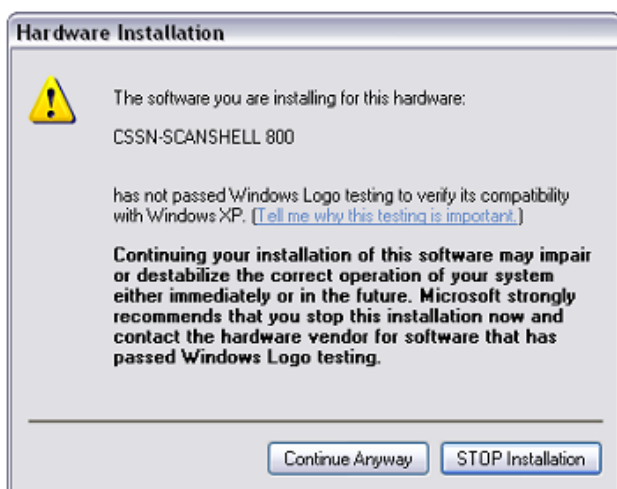 Hardware Installation
The software you are installing for this hardware:
CSSN-SCANSHELL 800
has not passed Windows Logo testing to verify its compatibility
with Windows XP. (Tell me why this testing is important.)
Continuing your installation of this software may impair
or destabilize the correct operation of your system
either immediately or in the future. Microsoft strongly
recommends that you stop this installation now and
contact the hardware vendor for software that has
passed Windows Logo testing.
Continue Anyway
STOP Installation